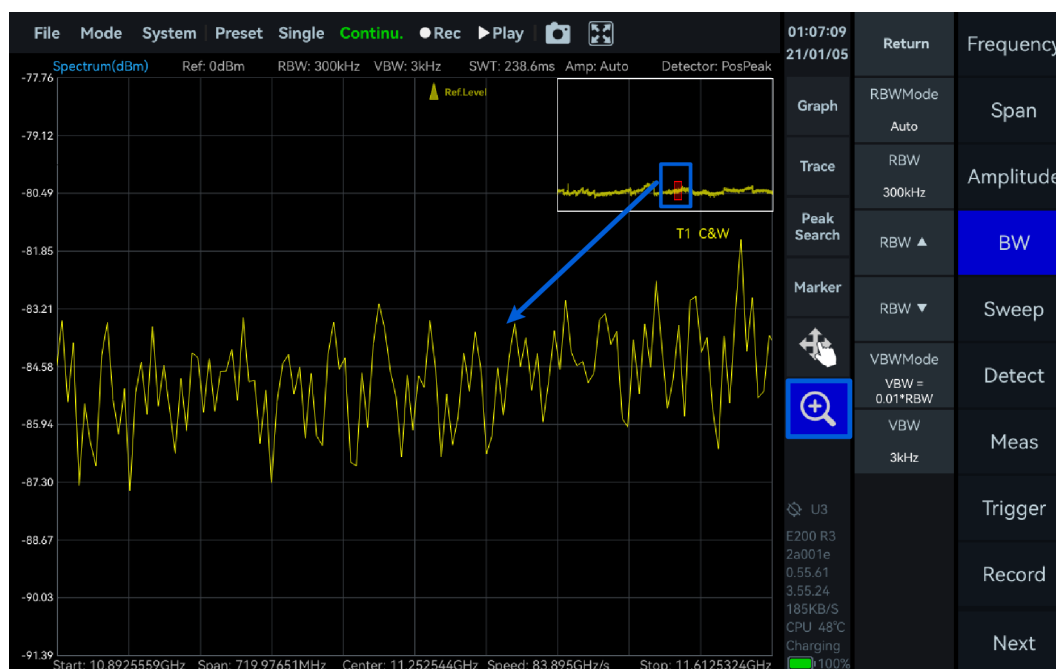 File Mode System Preset Single Continu. Rec Play
Spectrum(dBm) Ref: 0dBm RBW: 300kHz VBW: 3kHz SWT: 238.6ms Amp: Auto Detector: PosPeak
Ref.Level
-77.76
-79.12
-80.49
-81.85
-83.21
-84.58
-85.94
-87.30
-88.67
-90.03
-91.39
T1 C&W
Start: 10.8925559GHz Span: 719.97651MHz Center: 11.252544GHz Speed: 83.895GHz/s Stop: 11.6125324GHz
01:07:09
21/01/05
Graph
Trace
Peak
Search
Marker
U3
E200 R3
2a001e
0.55.61
3.55.24
185KB/S
CPU 48°C
Charging
100%
Return
RBWMode
Auto
RBW
300kHz
RBW ▲
RBW ▼
VBWMode
VBW =
0.01*RBW
VBW
3kHz
Frequency
Span
Amplitude
BW
Sweep
Detect
Meas
Trigger
Record
Next